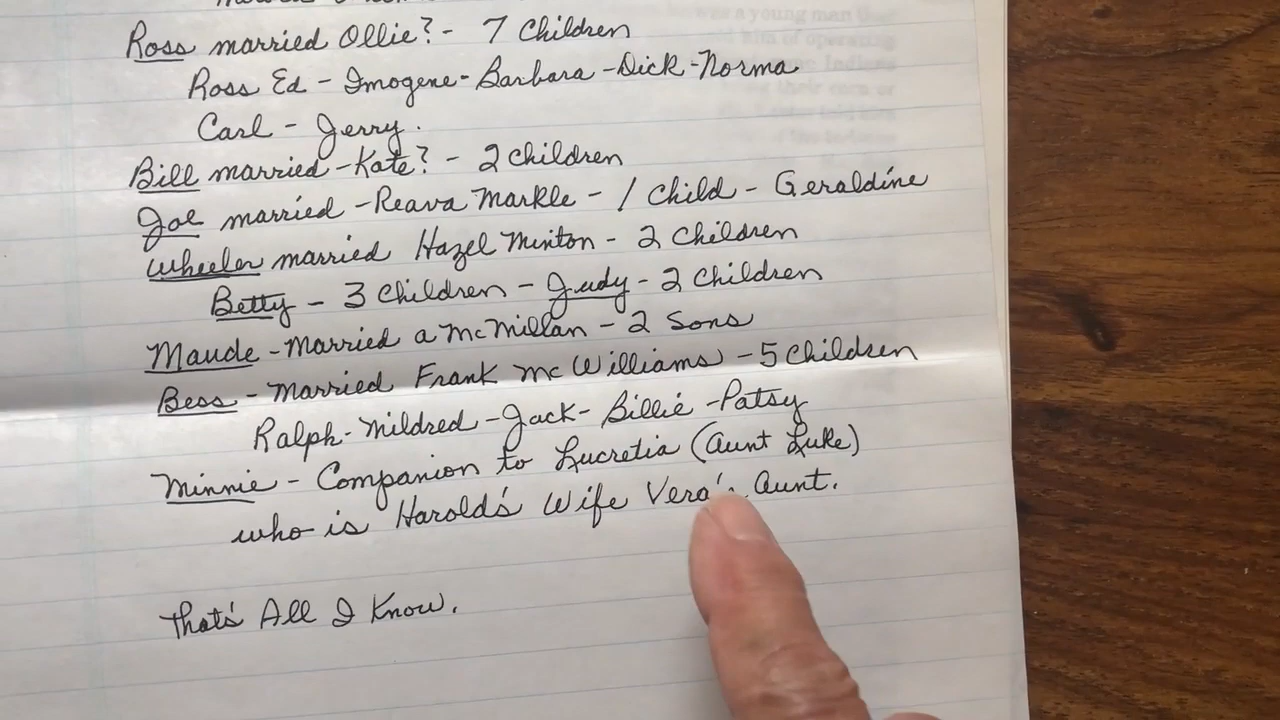 Ross married Ollie? - 7 Children
Ross Ed - Imogene - Barbara - Dick - Norma
Carl - Jerry.
Bill married - Kate? - 2 Children
Joe married - Reava Markle - 1 Child - Geraldine
Wheeler married Hazel Minton - 2 Children
Betty - 3 Children - Judy - 2 Children
Maude - Married a McMillan - 2 Sons
Bess - Married Frank McWilliams - 5 Children
Ralph - Mildred - Jack - Billie - Patsy
Minnie - Companion to Lucretia (Aunt Luke)
who is Harold's Wife Vera's Aunt.
That's All I Know.